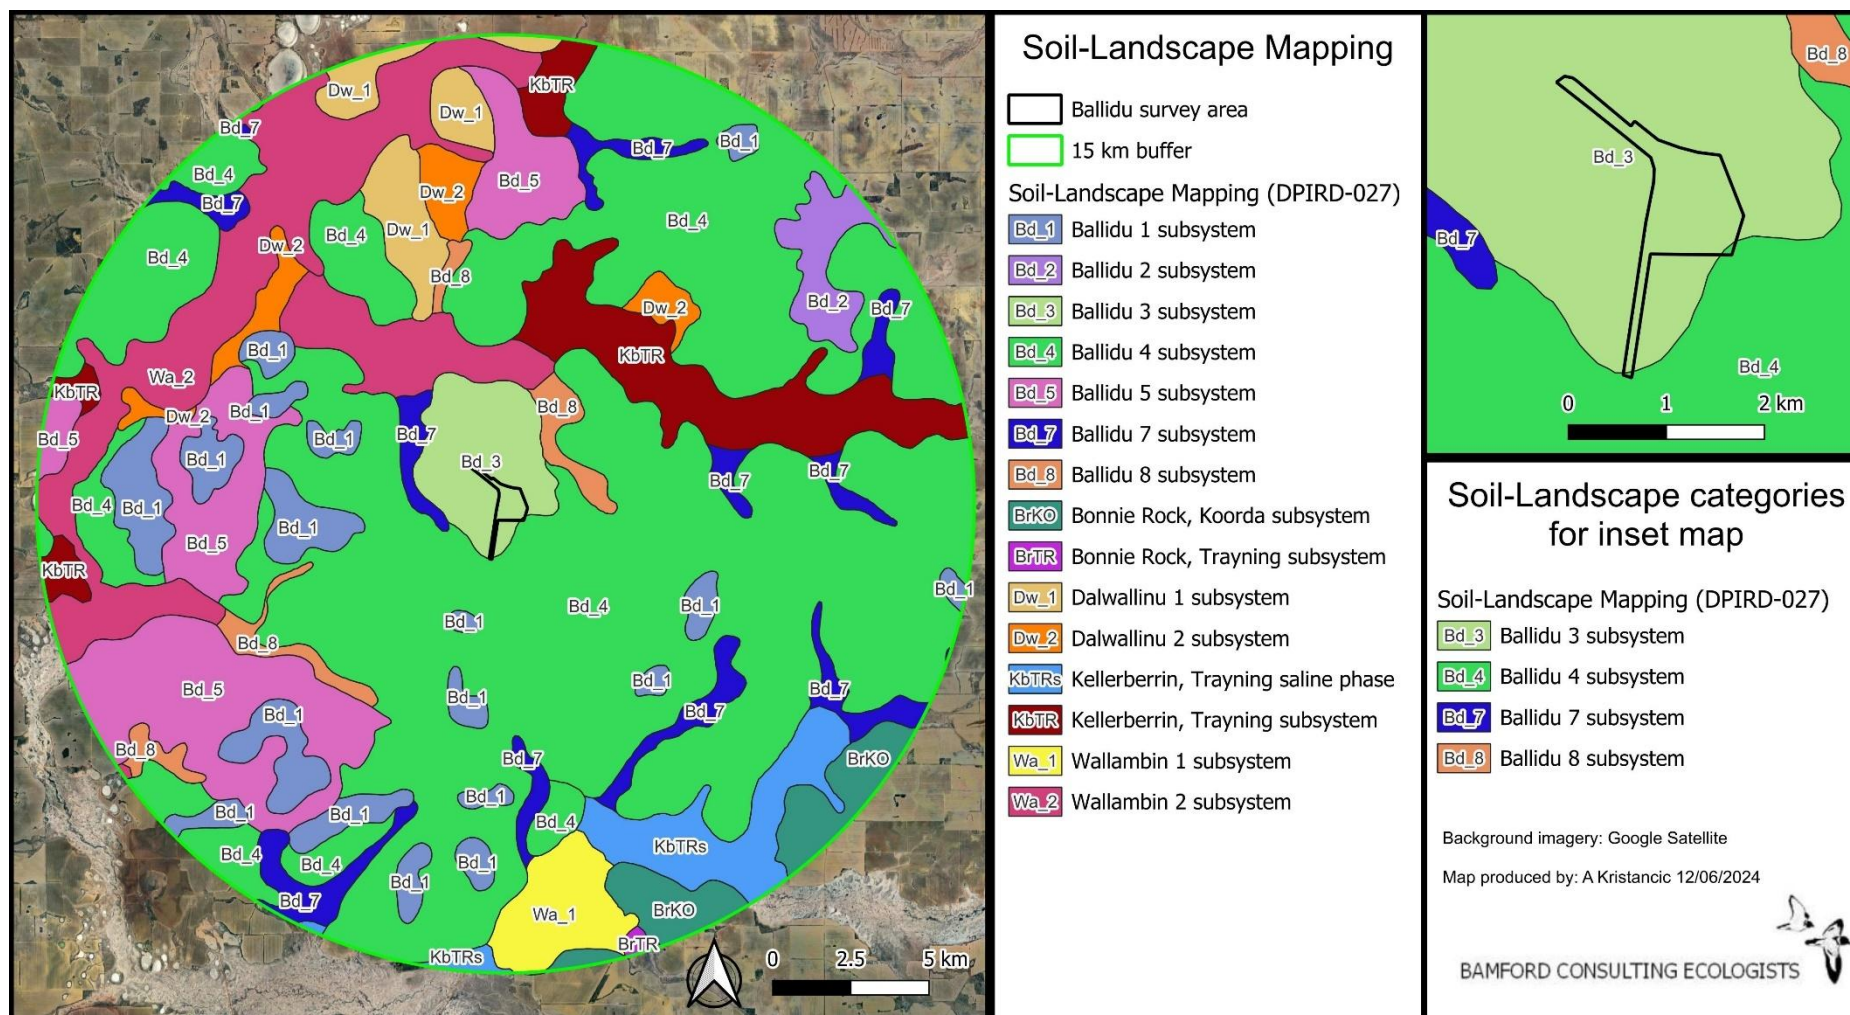 Dw_1
KbTR
Dw_1
Bd_7
Bd_7
Bd_1
Bd_4
Bd_5
Dw_2
Bd_7
Bd_4
Dw_2
Bd_4
Dw_1
Bd_4
Bd_8
Bd_2
Dw_2
Bd_7
Bd_1
KbTR
Wa_2
KbTR
Bd_1
Dw_2
Bd_8
Bd_5
Bd_1
Bd_7
Bd_1
Bd_3
Bd_7
Bd_7
Bd_4
Bd_1
Bd_1
Bd_5
KbTR
Bd_1
Bd_4
Bd_1
Bd_1
Bd_8
Bd_1
Bd_5
Bd_1
Bd_7
Bd_1
Bd_7
Bd_8
Bd_7
BrKO
Bd_1
Bd_1
Bd_1
Bd_4
KbTRs
Bd_4
Bd_4
Bd_1
Bd_1
Bd_7
Wa_1
BrKO
BrTR
KbTRs
0 2.5 5 km
Soil-Landscape Mapping
Ballidu survey area
15 km buffer
Soil-Landscape Mapping (DPIRD-027)
Bd_1 Ballidu 1 subsystem
Bd_2 Ballidu 2 subsystem
Bd_3 Ballidu 3 subsystem
Bd_4 Ballidu 4 subsystem
Bd_5 Ballidu 5 subsystem
Bd_7 Ballidu 7 subsystem
Bd_8 Ballidu 8 subsystem
BrKO Bonnie Rock, Koorda subsystem
BrTR Bonnie Rock, Trayning subsystem
Dw_1 Dalwallinu 1 subsystem
Dw_2 Dalwallinu 2 subsystem
KbTRs Kellerberrin, Trayning saline phase
KbTR Kellerberrin, Trayning subsystem
Wa_1 Wallambin 1 subsystem
Wa_2 Wallambin 2 subsystem
Bd_8
Bd_3
Bd_7
Bd_4
0 1 2 km
Soil-Landscape categories
for inset map
Soil-Landscape Mapping (DPIRD-027)
Bd_3 Ballidu 3 subsystem
Bd_4 Ballidu 4 subsystem
Bd_7 Ballidu 7 subsystem
Bd_8 Ballidu 8 subsystem
Background imagery: Google Satellite
Map produced by: A Kristancic 12/06/2024
BAMFORD CONSULTING ECOLOGISTS